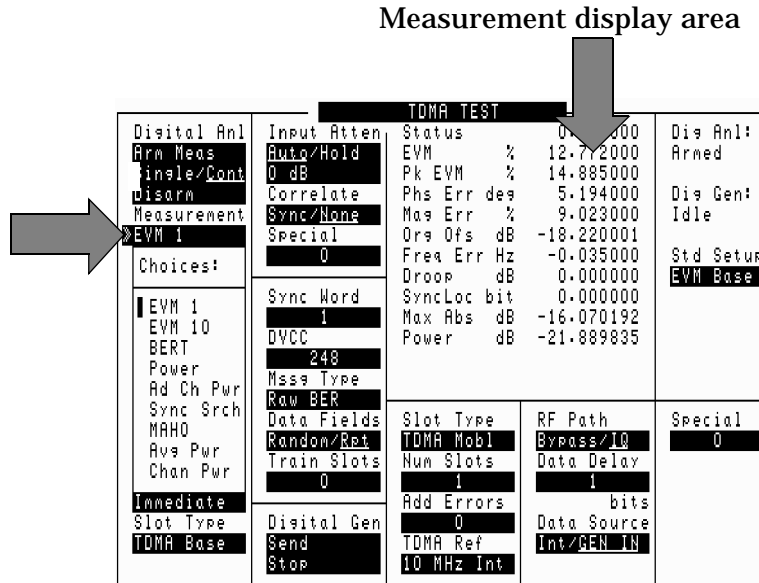 Measurement display area
TDMA TEST
Digital Anl
Arm Meas
Single/Cont
Disarm
Measurement
EVM 1
Choices:
EVM 1
EVM 10
BERT
Power
Ad Ch Pwr
Sync Srch
MAHO
Avg Pwr
Chan Pwr
Immediate
Slot Type
TDMA Base
Input Atten
Auto/Hold
0 dB
Correlate
Sync/None
Special
0
Sync Word
1
DVCC
248
Mssg Type
Raw BER
Data Fields
Random/Rpt
Train Slots
0
Digital Gen
Send
Stop
Status
EVM % 12.772000
Pk EVM % 14.885000
Phs Err deg 5.194000
Mag Err % 9.023000
Org Ofs dB -18.220001
Freq Err Hz -0.035000
Droop dB 0.000000
SyncLoc bit 0.000000
Max Abs dB -16.070192
Power dB -21.889835
Slot Type
TDMA Mobl
Num Slots
1
Add Errors
0
TDMA Ref
10 MHz Int
RF Path
Bypass/IQ
Data Delay
1
bits
Data Source
Int/GEN IN
Dig Anl:
Armed
Dig Gen:
Idle
Std Setup
EVM Base
Special
0